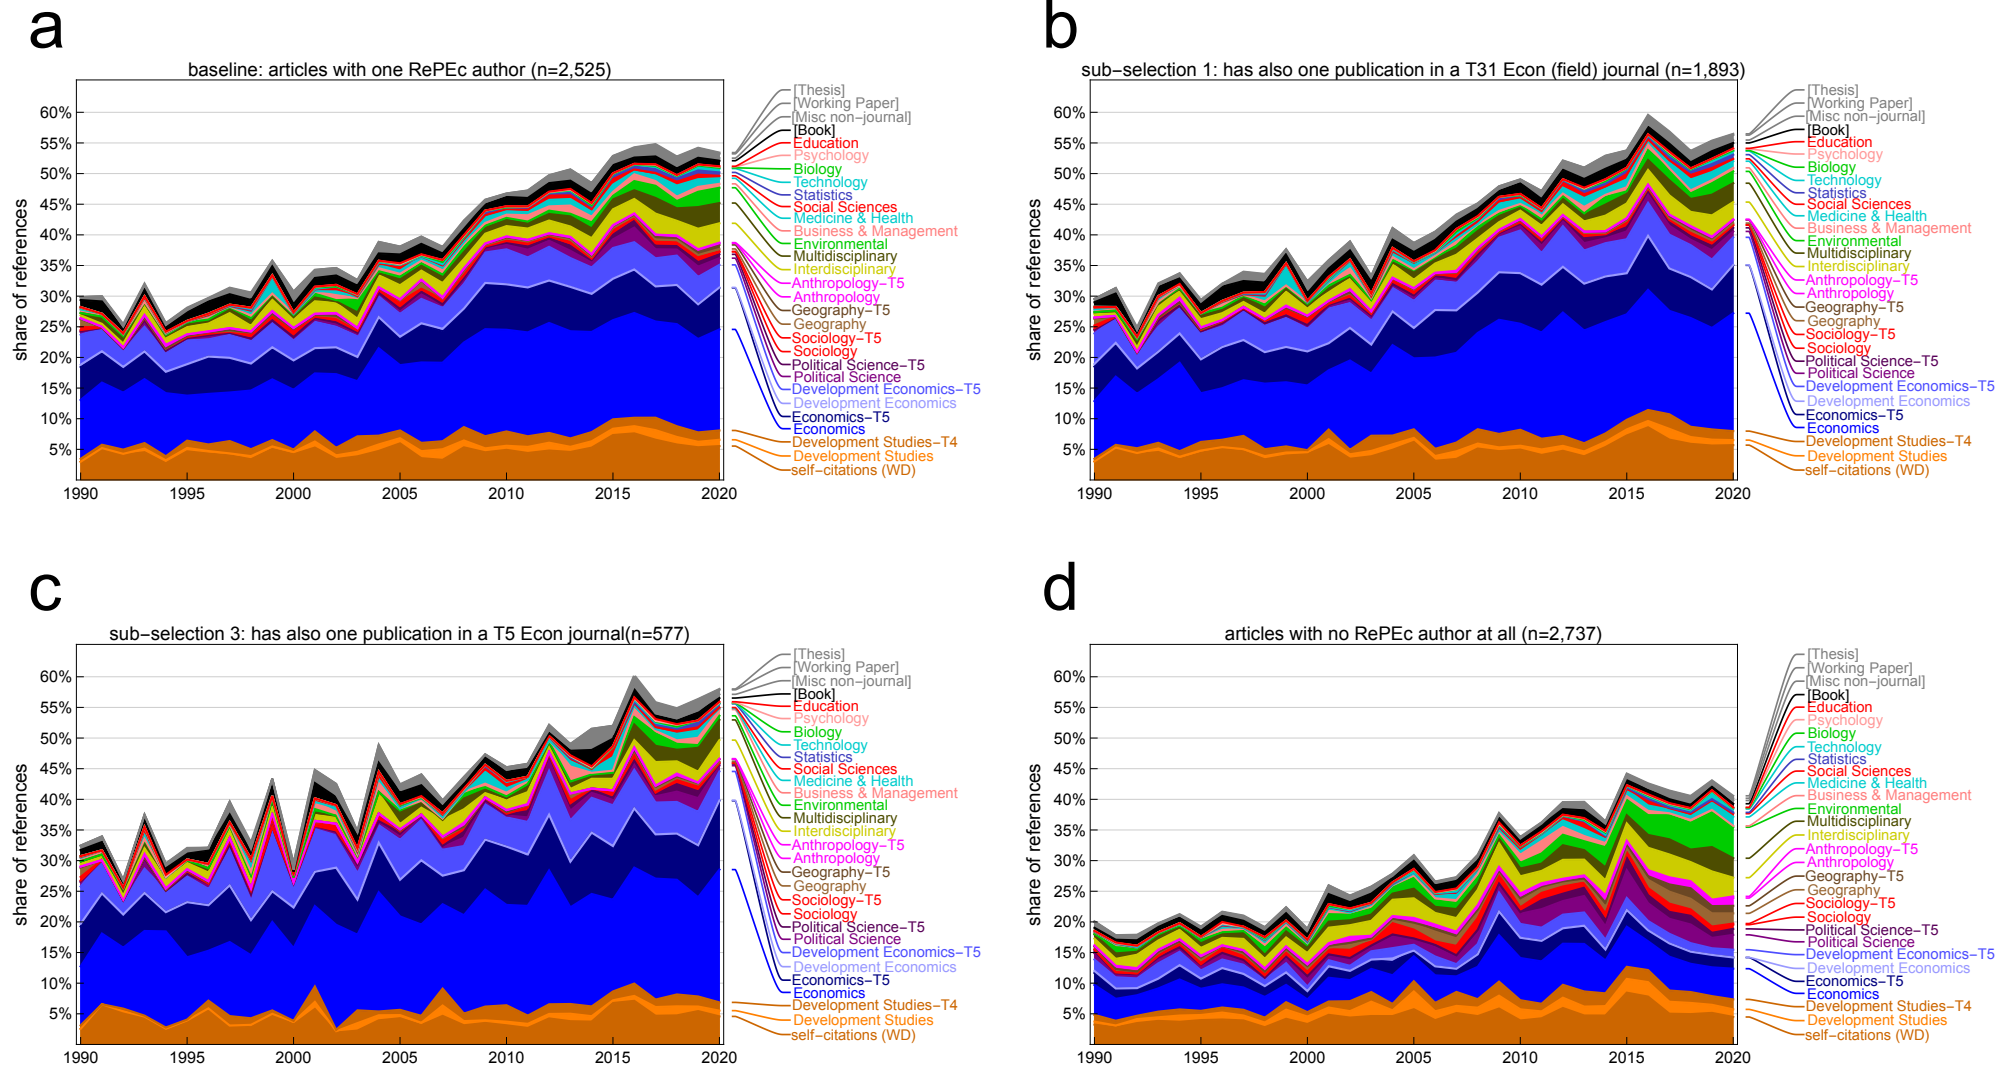 a
baseline: articles with one RePEc author (n=2,525)
share of references
60%
55%
50%
45%
40%
35%
30%
25%
20%
15%
10%
5%
1990
1995
2000
2005
2010
2015
2020
[Thesis]
[Working Paper]
[Misc non−journal]
[Book]
Education
Psychology
Biology
Technology
Statistics
Social Sciences
Medicine & Health
Business & Management
Environmental
Multidisciplinary
Interdisciplinary
Anthropology−T5
Anthropology
Geography−T5
Geography
Sociology−T5
Sociology
Political Science−T5
Political Science
Development Economics−T5
Development Economics
Economics−T5
Economics
Development Studies−T4
Development Studies
self−citations (WD)
b
sub−selection 1: has also one publication in a T31 Econ (field) journal (n=1,893)
share of references
60%
55%
50%
45%
40%
35%
30%
25%
20%
15%
10%
5%
1990
1995
2000
2005
2010
2015
2020
[Thesis]
[Working Paper]
[Misc non−journal]
[Book]
Education
Psychology
Biology
Technology
Statistics
Social Sciences
Medicine & Health
Business & Management
Environmental
Multidisciplinary
Interdisciplinary
Anthropology−T5
Anthropology
Geography−T5
Geography
Sociology−T5
Sociology
Political Science−T5
Political Science
Development Economics−T5
Development Economics
Economics−T5
Economics
Development Studies−T4
Development Studies
self−citations (WD)
c
sub−selection 3: has also one publication in a T5 Econ journal(n=577)
share of references
60%
55%
50%
45%
40%
35%
30%
25%
20%
15%
10%
5%
1990
1995
2000
2005
2010
2015
2020
[Thesis]
[Working Paper]
[Misc non−journal]
[Book]
Education
Psychology
Biology
Technology
Statistics
Social Sciences
Medicine & Health
Business & Management
Environmental
Multidisciplinary
Interdisciplinary
Anthropology−T5
Anthropology
Geography−T5
Geography
Sociology−T5
Sociology
Political Science−T5
Political Science
Development Economics−T5
Development Economics
Economics−T5
Economics
Development Studies−T4
Development Studies
self−citations (WD)
d
articles with no RePEc author at all (n=2,737)
share of references
60%
55%
50%
45%
40%
35%
30%
25%
20%
15%
10%
5%
1990
1995
2000
2005
2010
2015
2020
[Thesis]
[Working Paper]
[Misc non−journal]
[Book]
Education
Psychology
Biology
Technology
Statistics
Social Sciences
Medicine & Health
Business & Management
Environmental
Multidisciplinary
Interdisciplinary
Anthropology−T5
Anthropology
Geography−T5
Geography
Sociology−T5
Sociology
Political Science−T5
Political Science
Development Economics−T5
Development Economics
Economics−T5
Economics
Development Studies−T4
Development Studies
self−citations (WD)